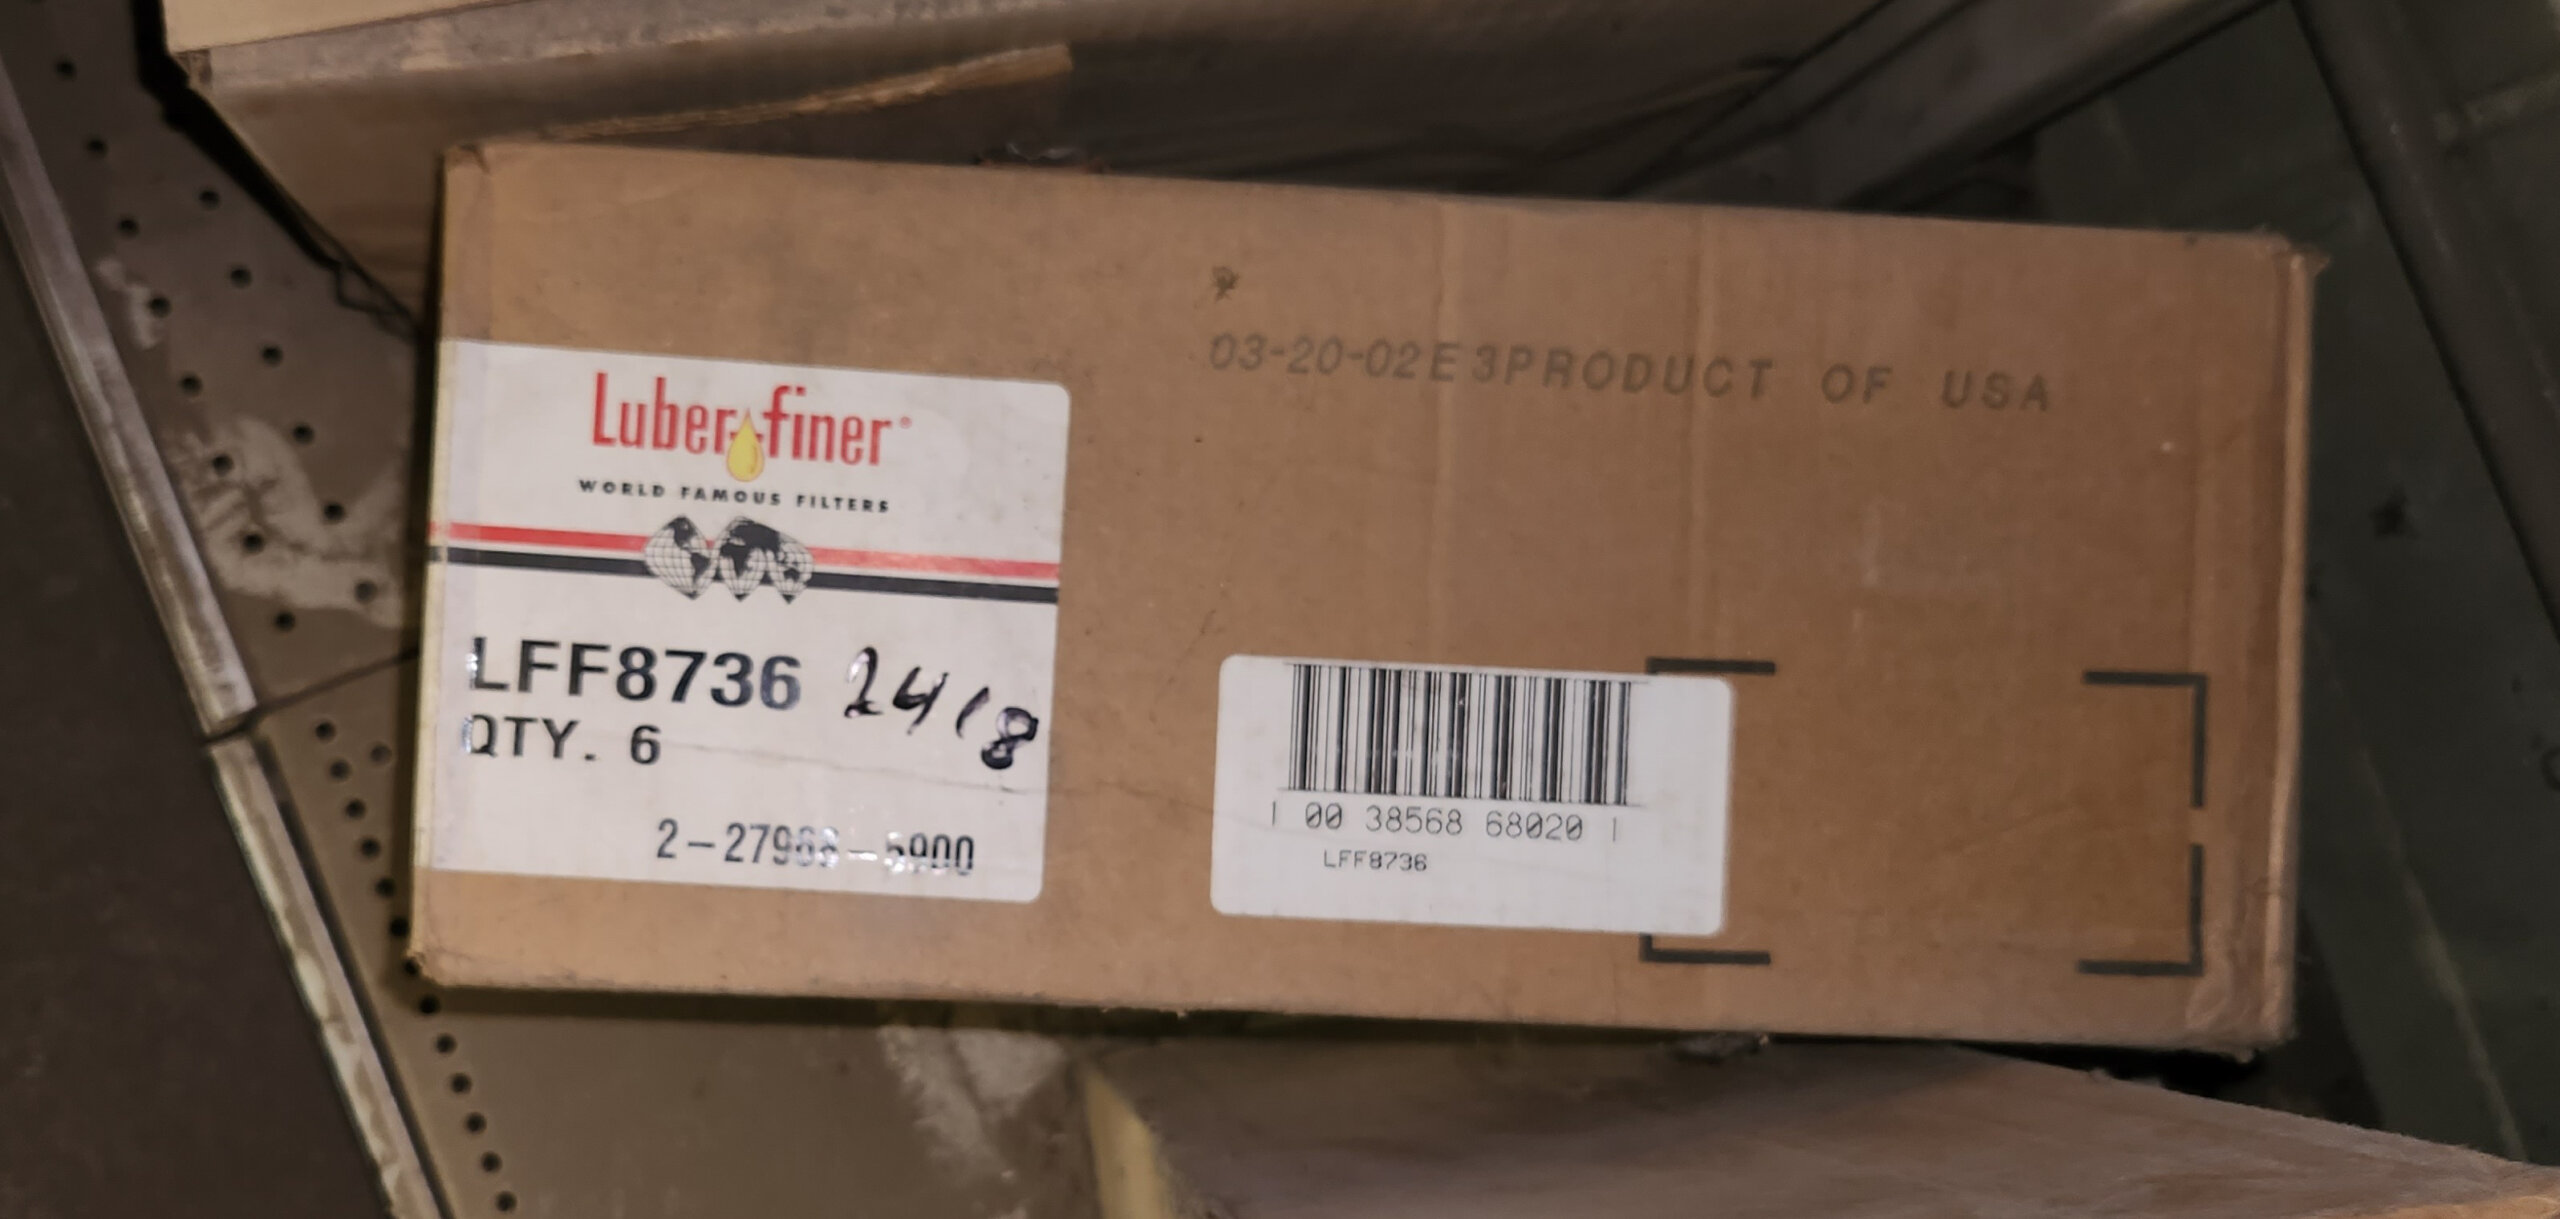 Luber-finer®
WORLD FAMOUS FILTERS
LFF8736 2418
QTY. 6
03-20-02E3PRODUCT OF USA
1 00 38568 68020 1
LFF8736